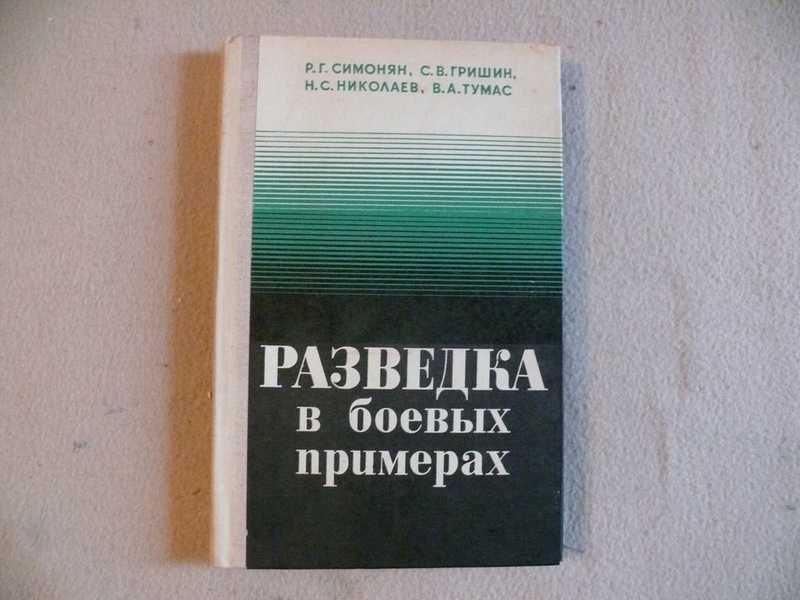 Р.Г. СИМОНЯН, С.В. ГРИШИН,
Н.С. НИКОЛАЕВ, В.А. ТУМАС
РАЗВЕДКА
в боевых
примерах